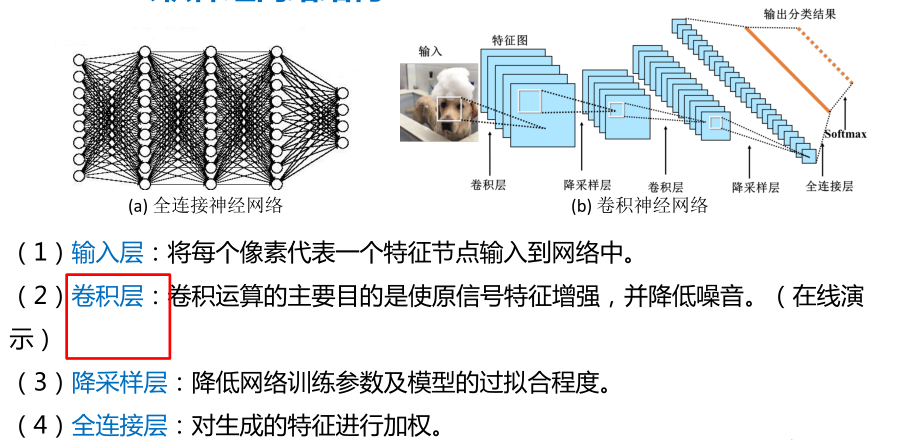 输出分类结果
输入
特征图
Softmax
卷积层
降采样层
卷积层
降采样层
全连接层
(a) 全连接神经网络
(b) 卷积神经网络
（1）输入层：将每个像素代表一个特征节点输入到网络中。
（2）卷积层：卷积运算的主要目的是使原信号特征增强，并降低噪音。（在线演
示）
（3）降采样层：降低网络训练参数及模型的过拟合程度。
（4）全连接层：对生成的特征进行加权。